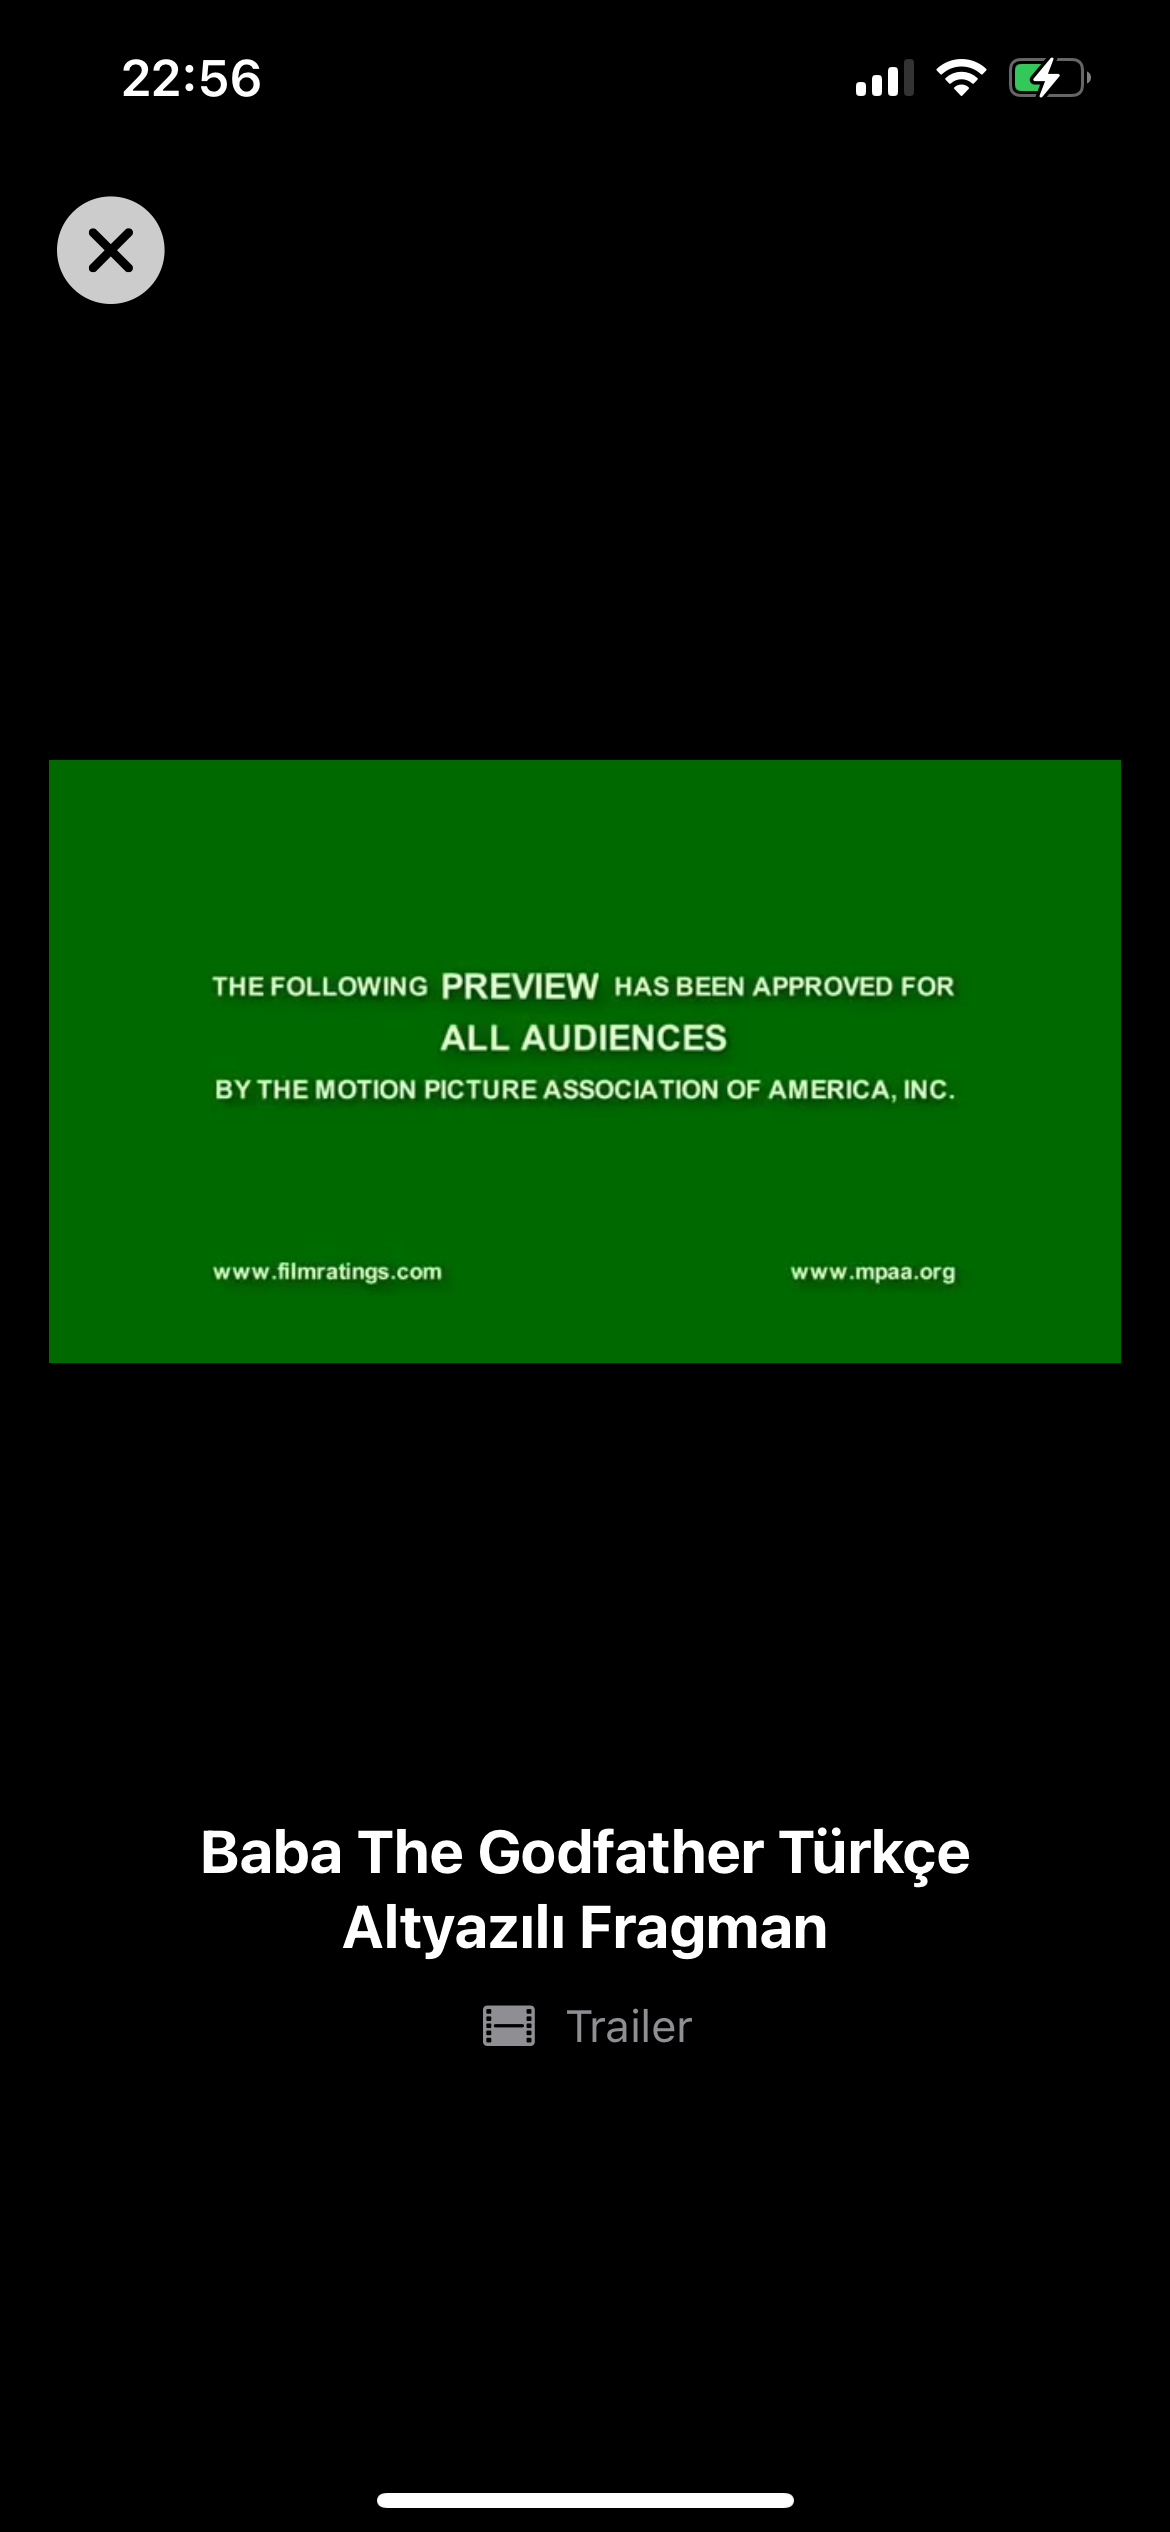 22:56
THE FOLLOWING PREVIEW HAS BEEN APPROVED FOR
ALL AUDIENCES
BY THE MOTION PICTURE ASSOCIATION OF AMERICA, INC.
www.filmratings.com www.mpaa.org
Baba The Godfather Türkçe
Altyazılı Fragman
Trailer